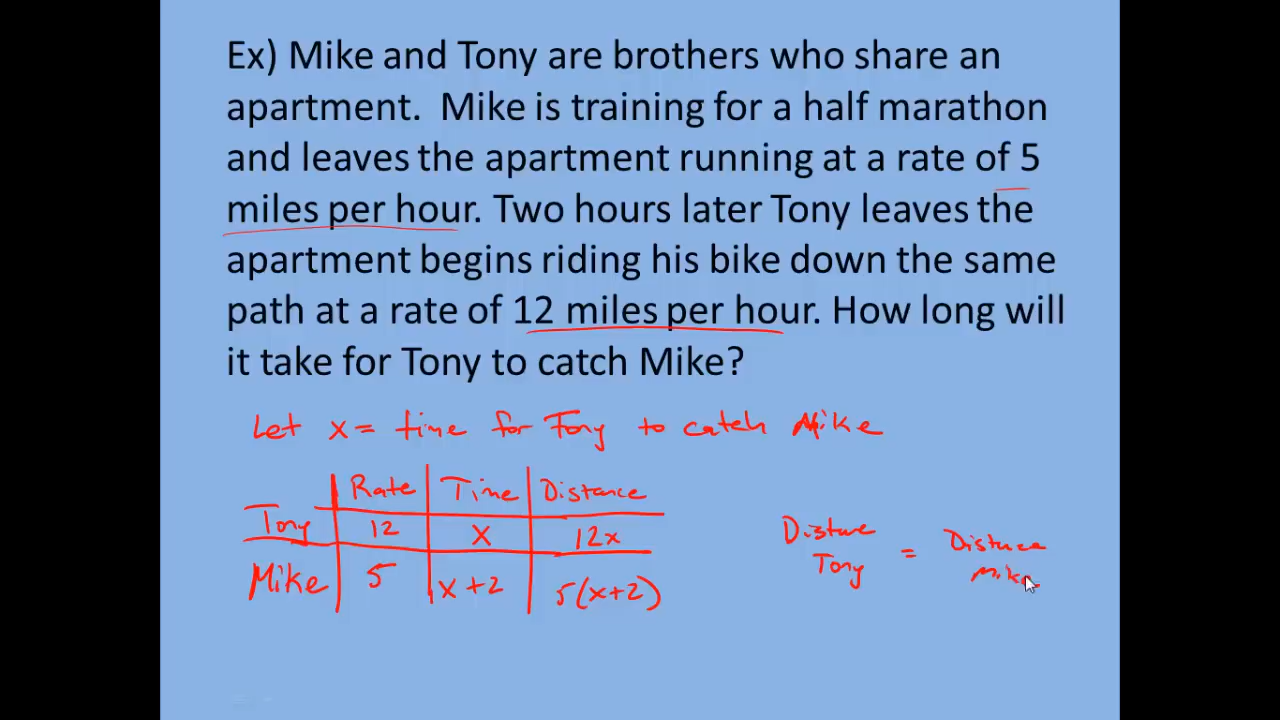 Ex) Mike and Tony are brothers who share an
apartment. Mike is training for a half marathon
and leaves the apartment running at a rate of 5
miles per hour. Two hours later Tony leaves the
apartment begins riding his bike down the same
path at a rate of 12 miles per hour. How long will
it take for Tony to catch Mike?
Let x = time for Tony to catch Mike
Rate Time Distance
Tony 12 x 12x
Mike 5 x+2 5(x+2)
Distance = Distance
Tony Mike